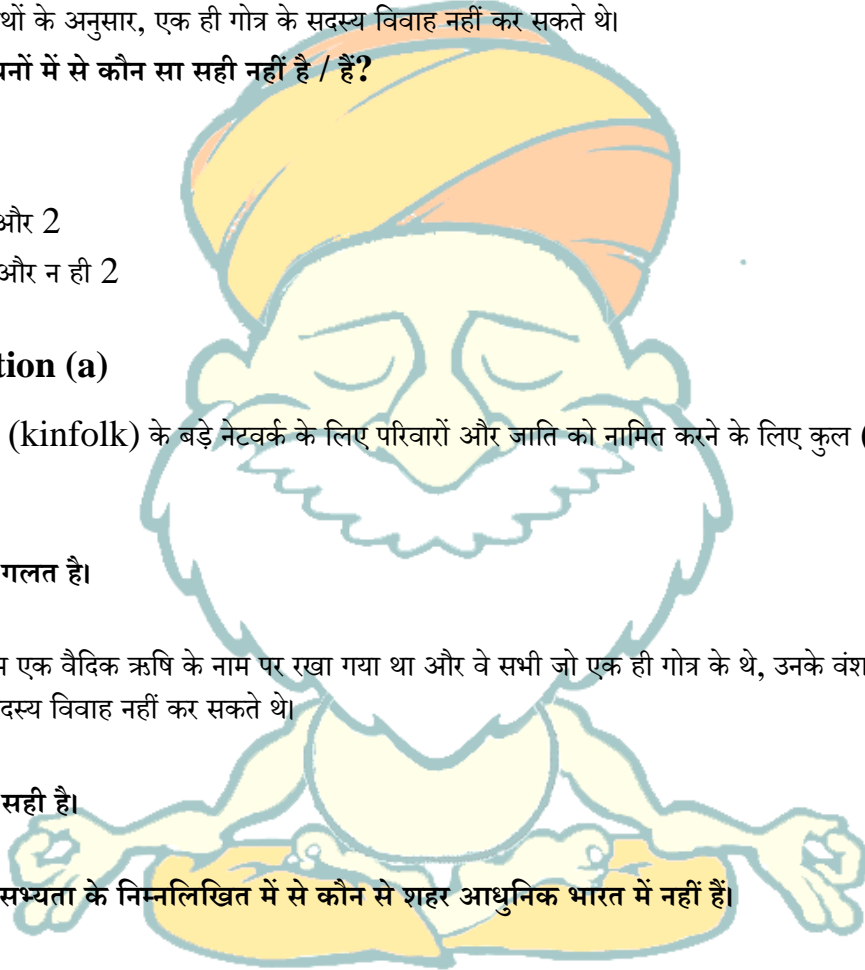 थों के अनुसार, एक ही गोत्र के सदस्य विवाह नहीं कर सकते थे।
नों में से कौन सा सही नहीं है / हैं?
और 2
और न ही 2
tion (a)
(kinfolk) के बड़े नेटवर्क के लिए परिवारों और जाति को नामित करने के लिए कुल (
गलत है।
एक वैदिक ऋषि के नाम पर रखा गया था और वे सभी जो एक ही गोत्र के थे, उनके वंश
दस्य विवाह नहीं कर सकते थे।
सही है।
सभ्यता के निम्नलिखित में से कौन से शहर आधुनिक भारत में नहीं हैं।